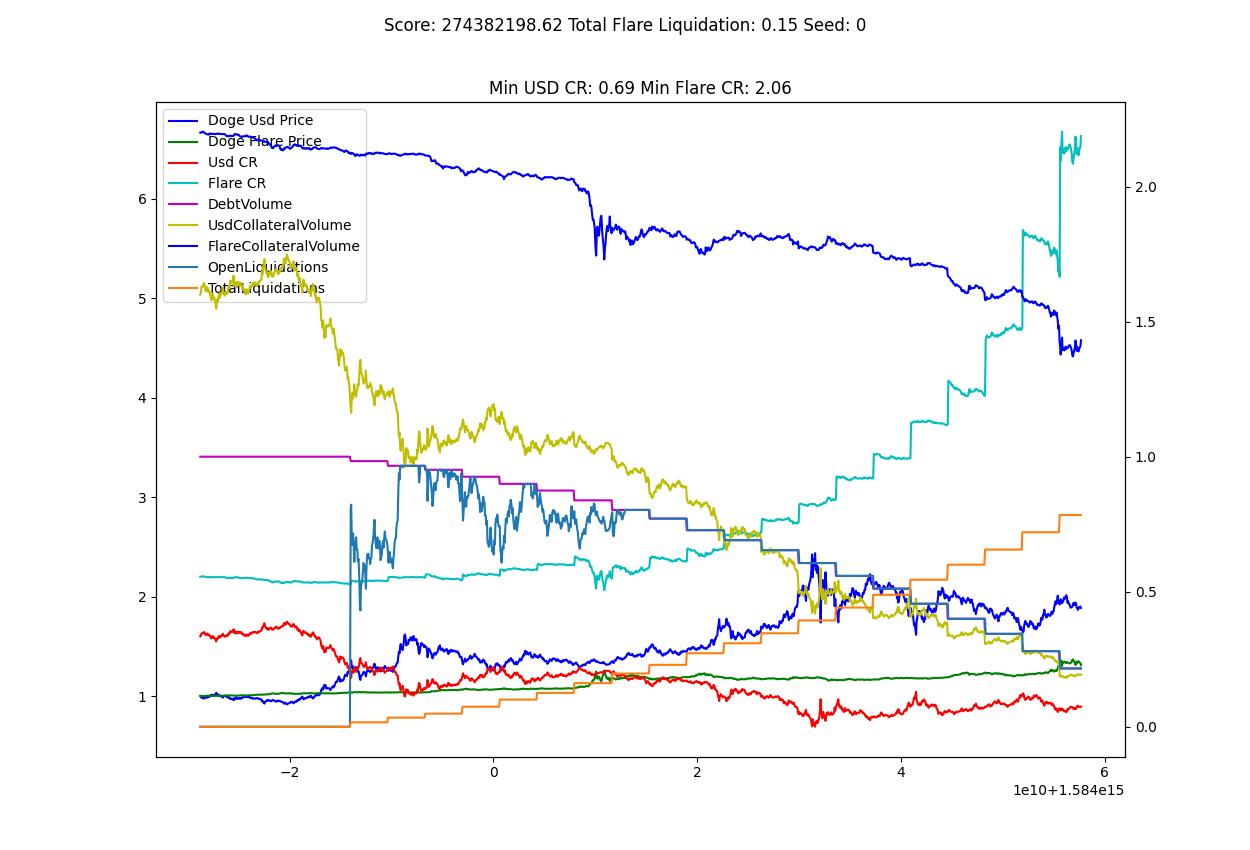 Score: 274382198.62 Total Flare Liquidation: 0.15 Seed: 0
Min USD CR: 0.69 Min Flare CR: 2.06
Doge Usd Price
Doge Flare Price
Usd CR
Flare CR
DebtVolume
UsdCollateralVolume
FlareCollateralVolume
OpenLiquidations
TotalLiquidations
6
5
4
3
2
1
2.0
1.5
1.0
0.5
0.0
−2
0
2
4
6
1e10+1.584e15